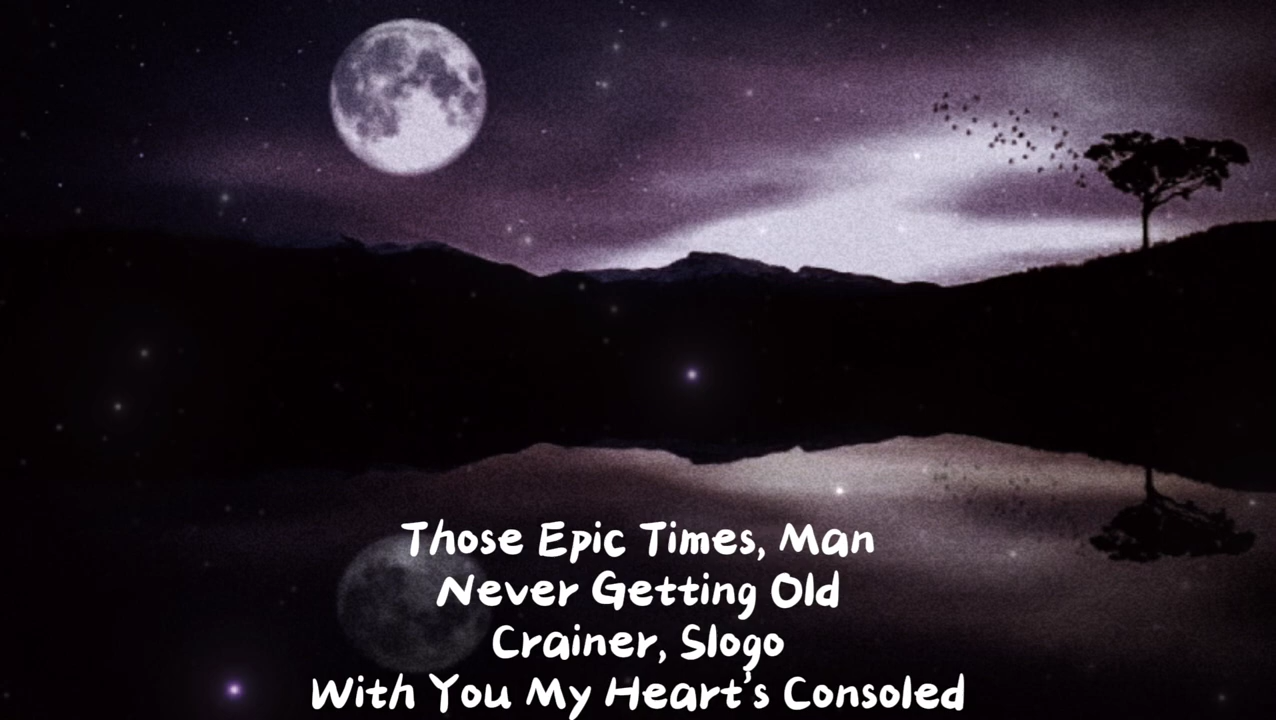 Those Epic Times, Man
Never Getting Old
Crainer, Slogo
With You My Heart's Consoled